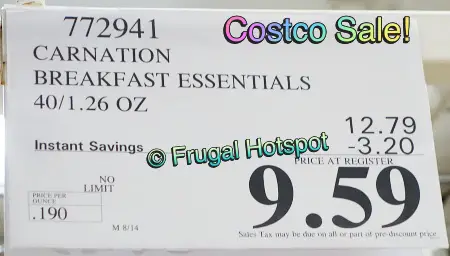 772941
Costco Sale!
CARNATION
BREAKFAST ESSENTIALS
40/1.26 OZ
12.79
Instant Savings -3.20
© Frugal Hotspot
PRICE AT REGISTER
9.59
NO
LIMIT
PRICE PER
OUNCE
.190
M 8/14
Sales Tax may be due on all or part of pre-discount price